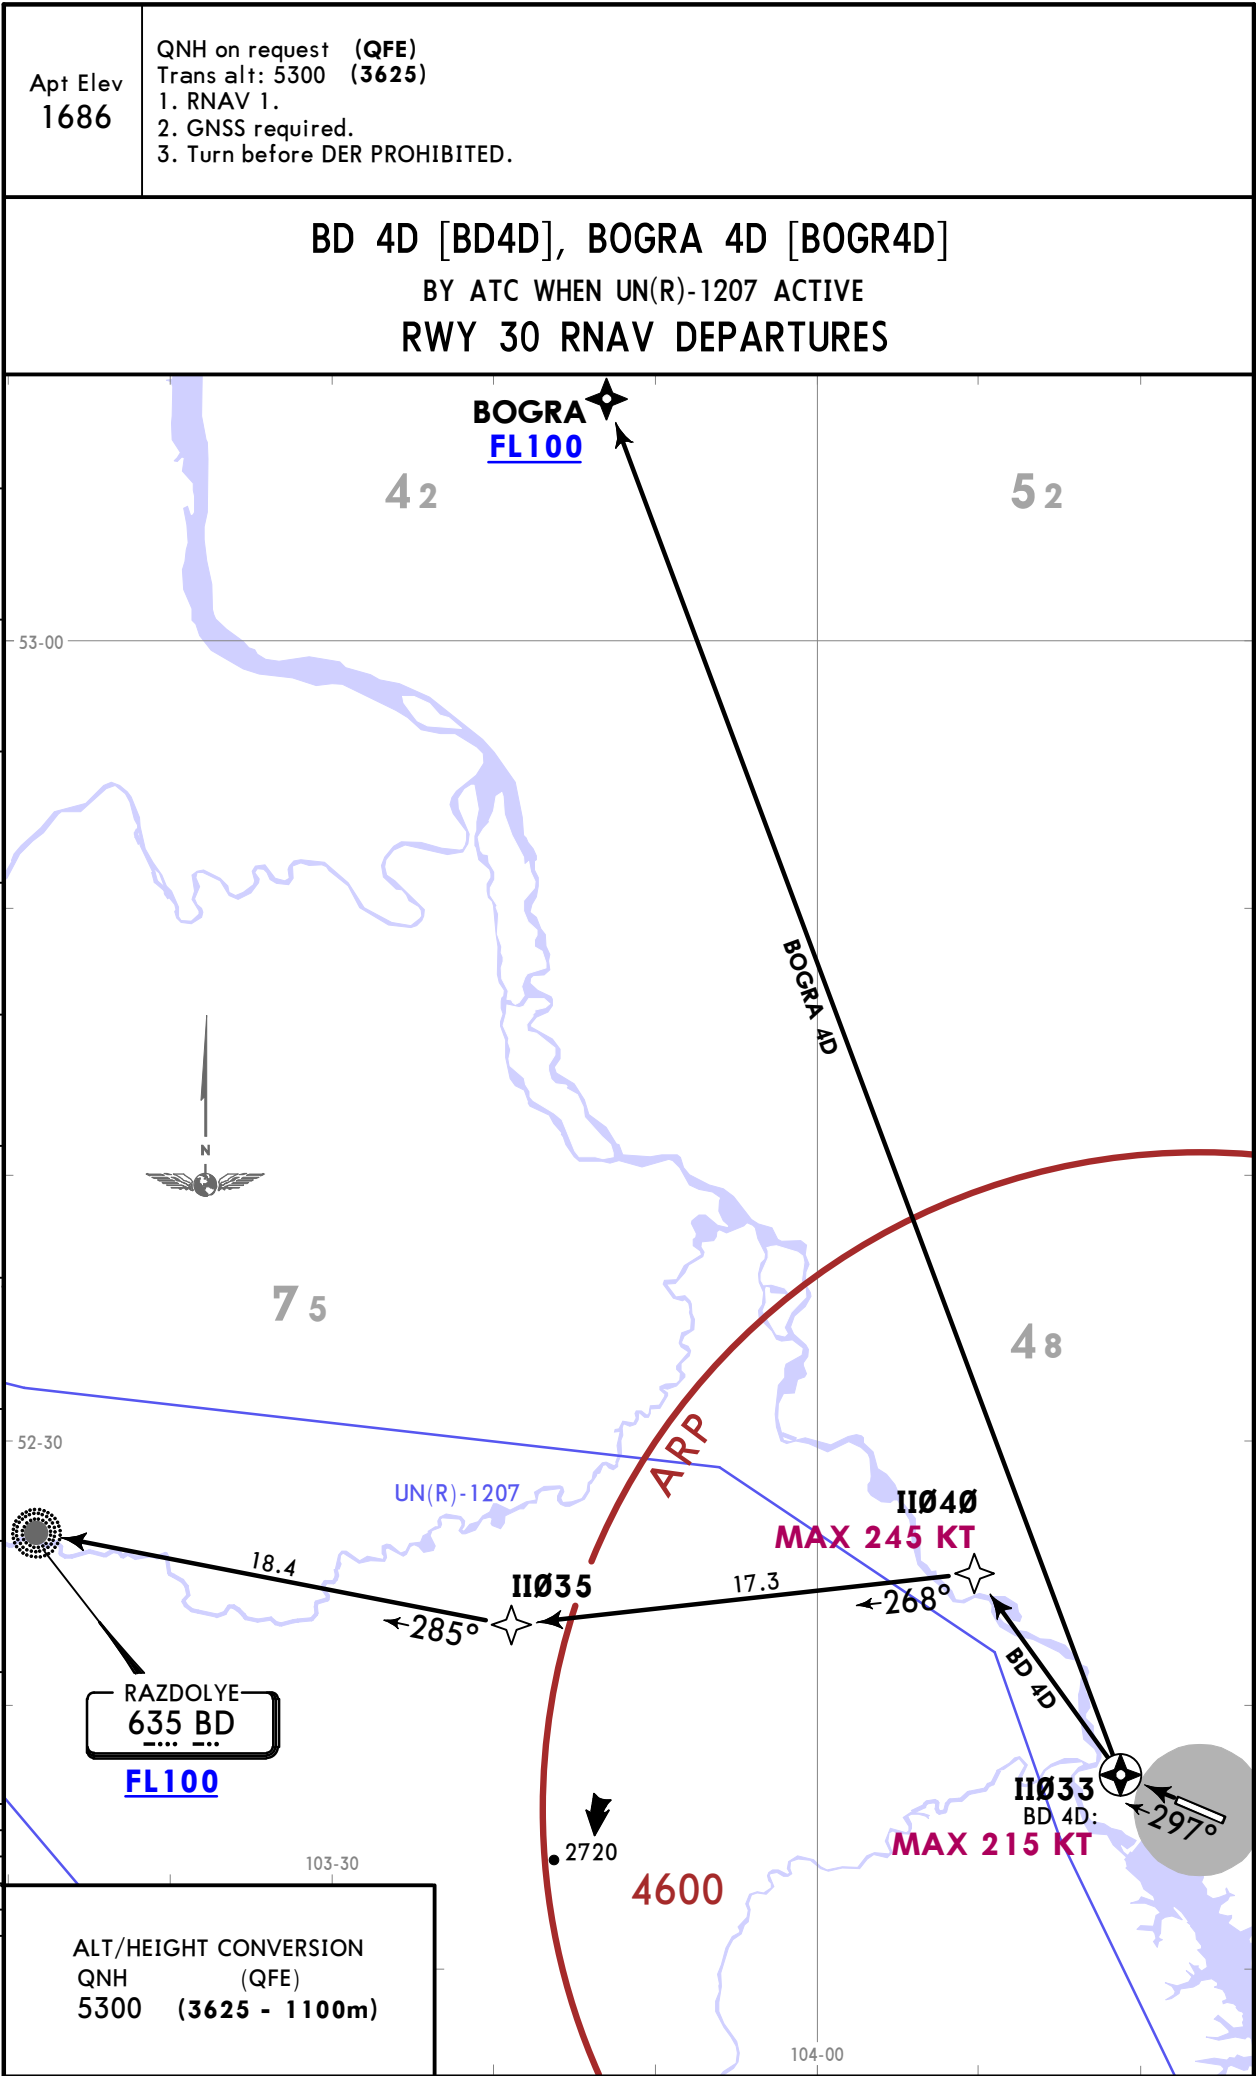 Apt Elev
1686
QNH on request (QFE)
Trans alt: 5300 (3625)
1. RNAV 1.
2. GNSS required.
3. Turn before DER PROHIBITED.
BD 4D [BD4D], BOGRA 4D [BOGR4D]
BY ATC WHEN UN(R)-1207 ACTIVE
RWY 30 RNAV DEPARTURES
BOGRA
FL100
42
52
53-00
BOGRA 4D
N
75
48
ARP
52-30
UN(R)-1207
IIØ40
MAX 245 KT
18.4
IIØ35
17.3
268°
285°
BD 4D
RAZDOLYE
635 BD
FL100
IIØ33
BD 4D:
MAX 215 KT
297°
2720
103-30
4600
ALT/HEIGHT CONVERSION
QNH (QFE)
5300 (3625 - 1100m)
104-00